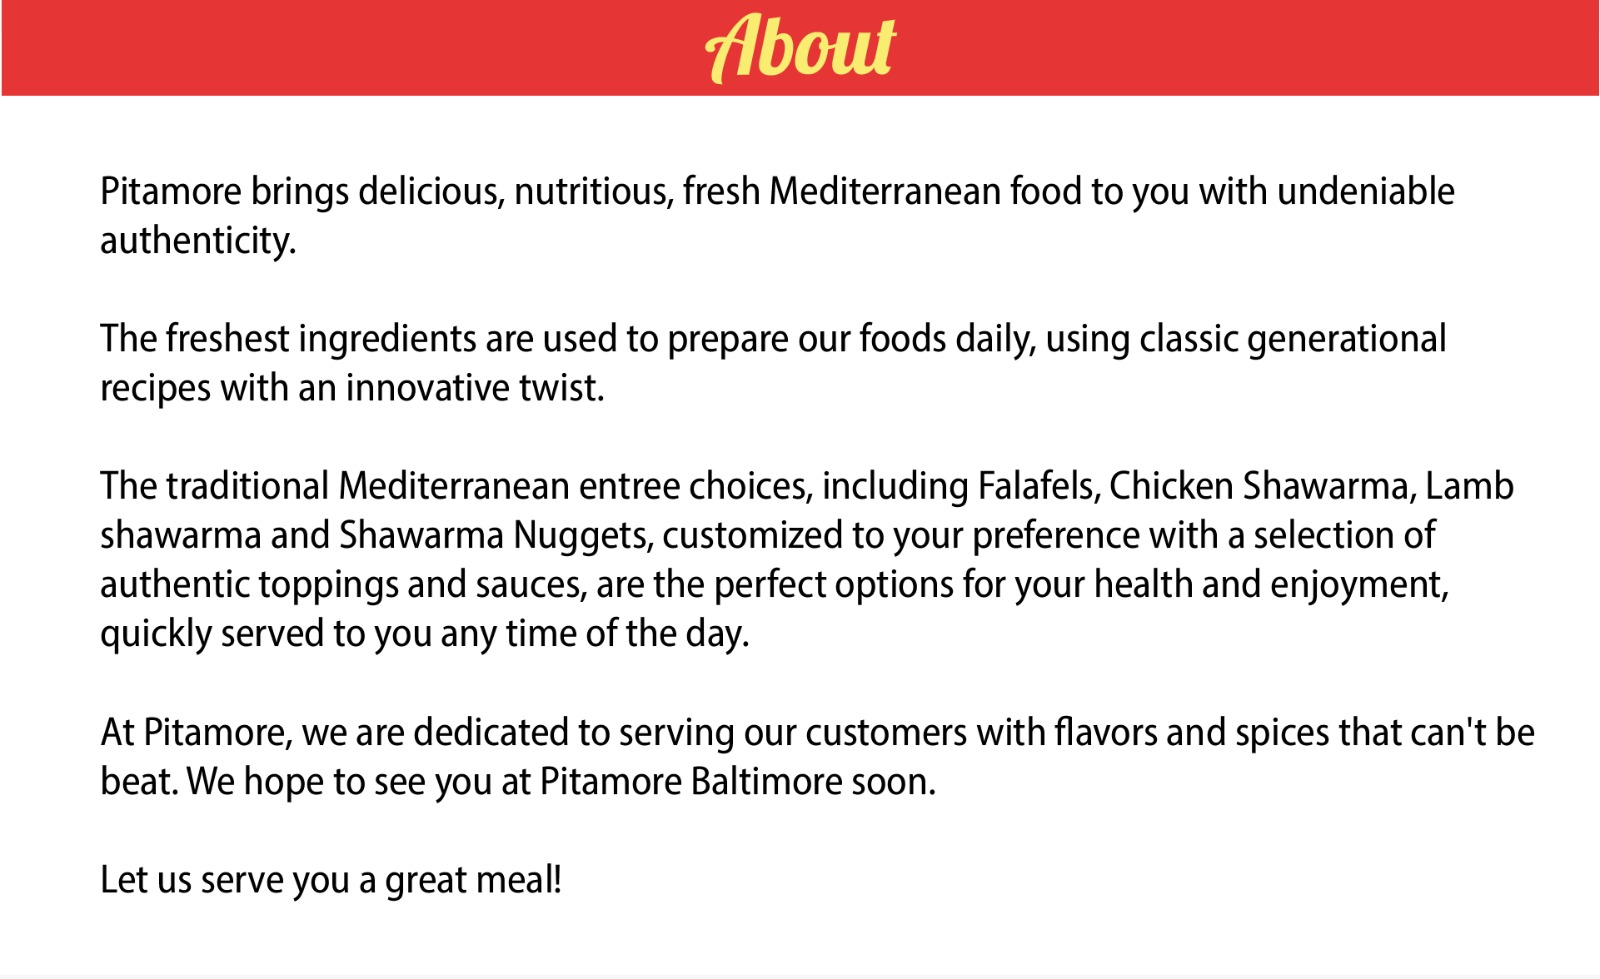 About
Pitamore brings delicious, nutritious, fresh Mediterranean food to you with undeniable
authenticity.
The freshest ingredients are used to prepare our foods daily, using classic generational
recipes with an innovative twist.
The traditional Mediterranean entree choices, including Falafels, Chicken Shawarma, Lamb
shawarma and Shawarma Nuggets, customized to your preference with a selection of
authentic toppings and sauces, are the perfect options for your health and enjoyment,
quickly served to you any time of the day.
At Pitamore, we are dedicated to serving our customers with flavors and spices that can't be
beat. We hope to see you at Pitamore Baltimore soon.
Let us serve you a great meal!